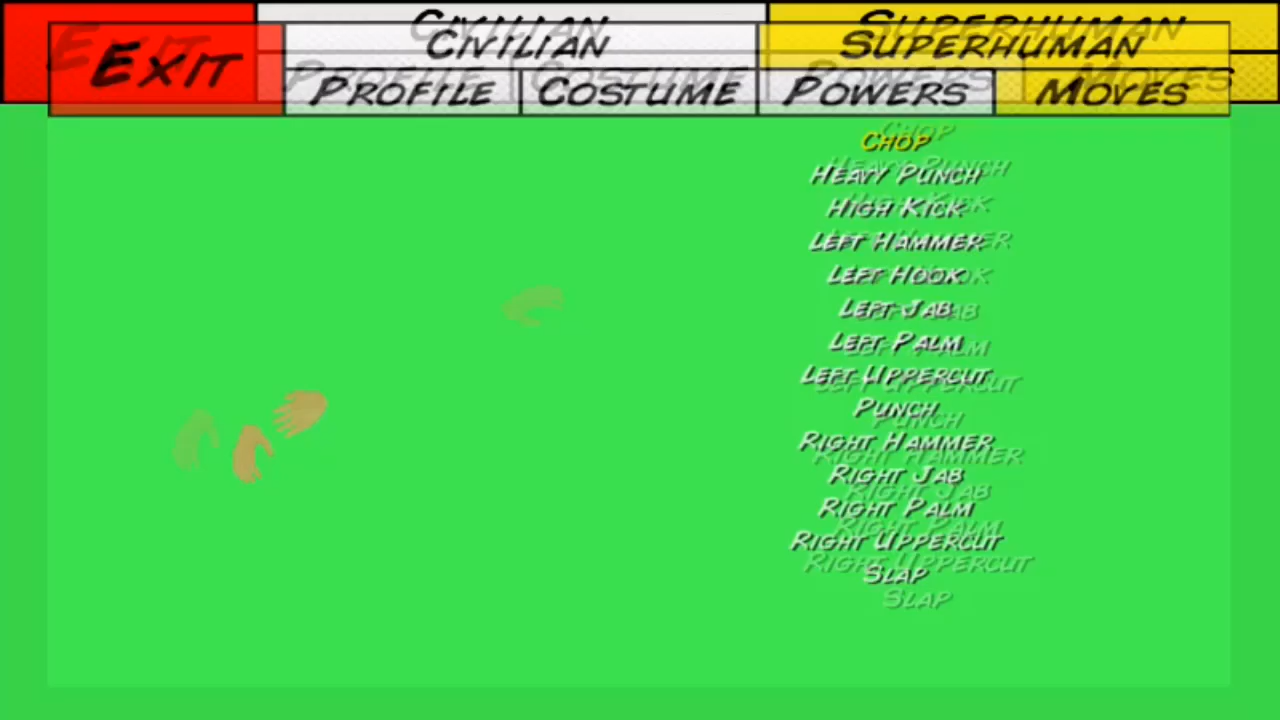 Exit
Civilian
Superhuman
Profile
Costume
Powers
Moves
Chop
Heavy Punch
High Kick
Left Hammer
Left Hook
Left Jab
Left Palm
Left Uppercut
Punch
Right Hammer
Right Jab
Right Palm
Right Uppercut
Slap